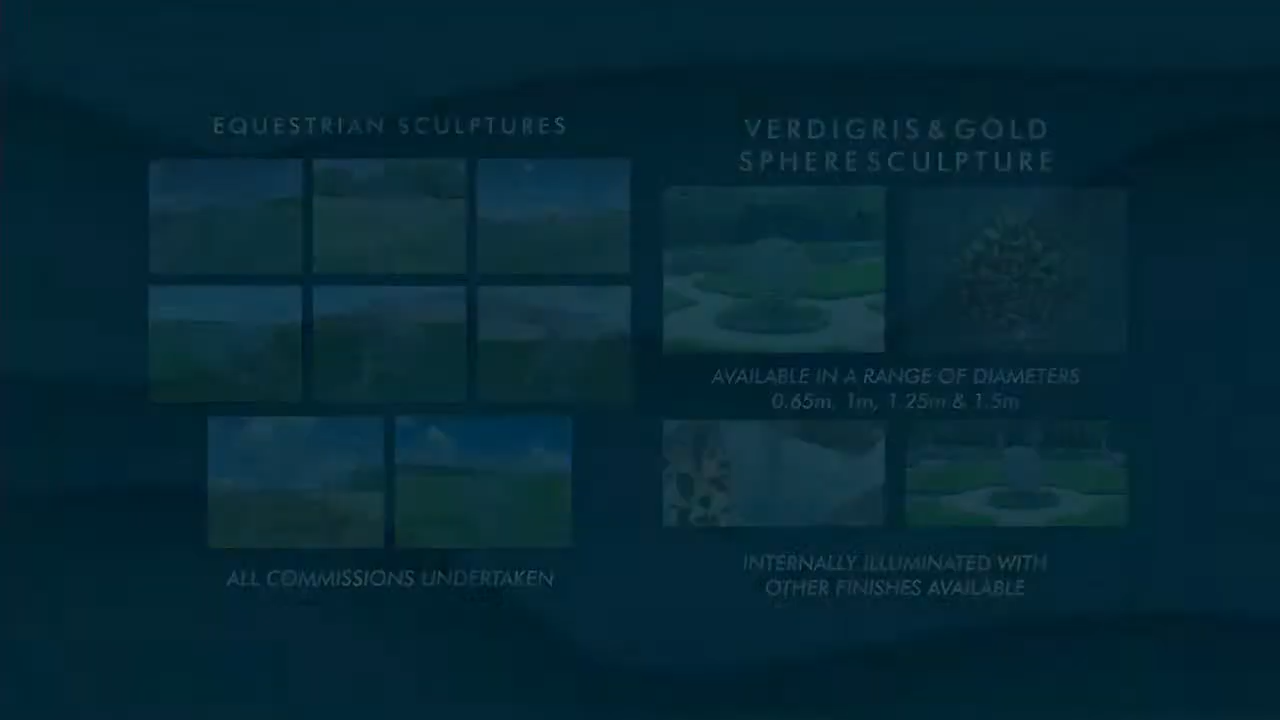 EQUESTRIAN SCULPTURES
ALL COMMISSIONS UNDERTAKEN
VERDIGRIS & GOLD
SPHERE SCULPTURE
AVAILABLE IN A RANGE OF DIAMETERS
0.65m, 1m, 1.25m & 1.5m
INTERNALLY ILLUMINATED WITH
OTHER FINISHES AVAILABLE